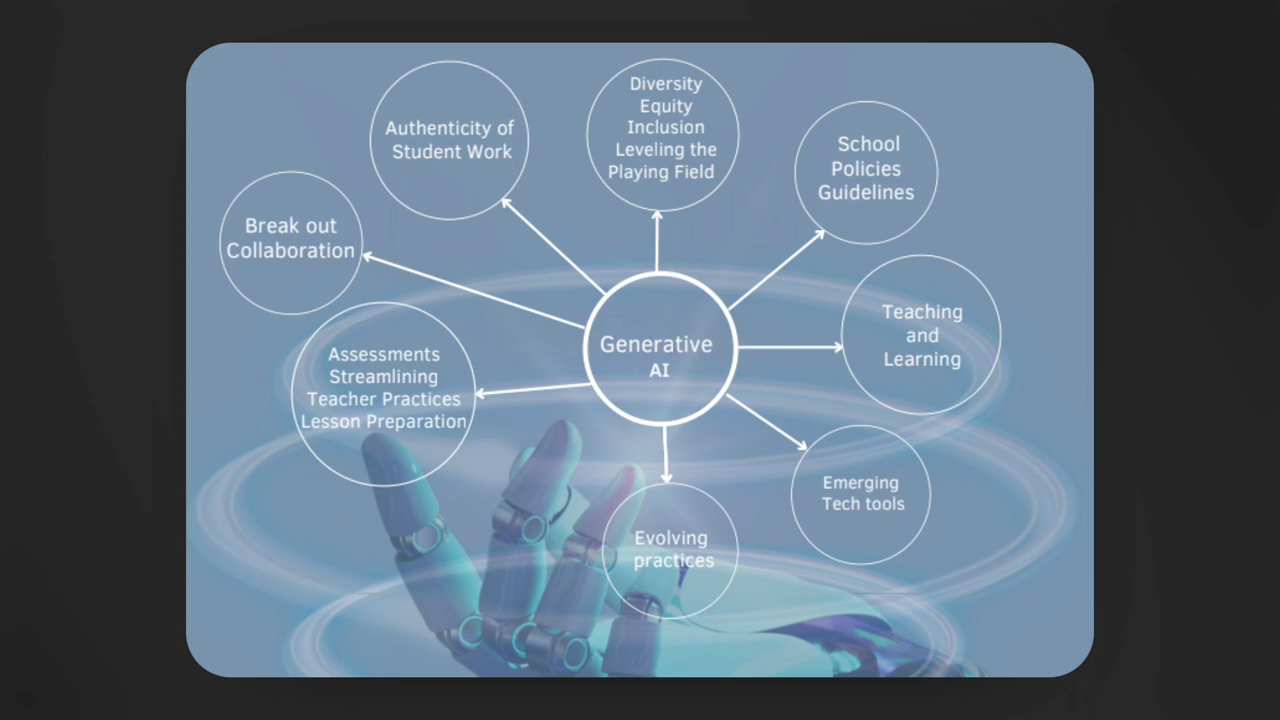 Diversity
Equity
Inclusion
Leveling the
Playing Field
Authenticity of
Student Work
School
Policies
Guidelines
Break out
Collaboration
Teaching
and
Learning
Generative
AI
Assessments
Streamlining
Teacher Practices
Lesson Preparation
Emerging
Tech tools
Evolving
practices